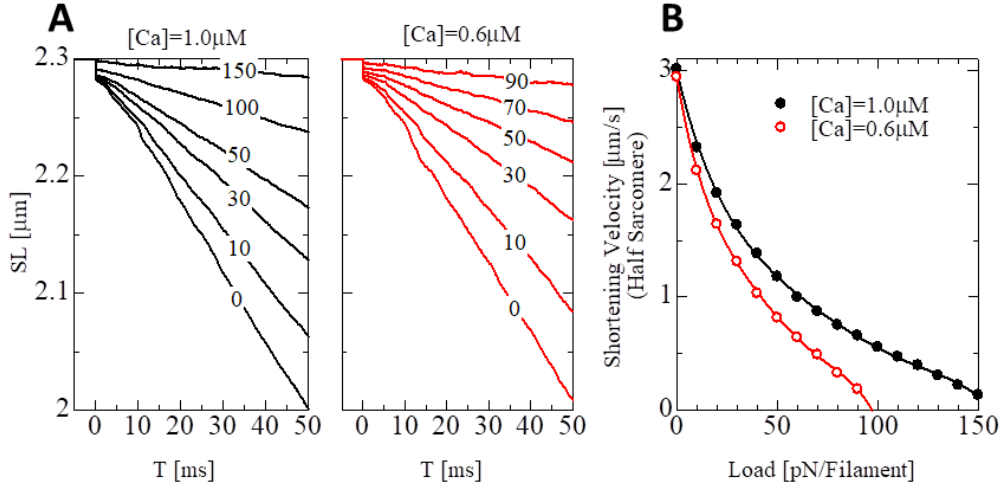 A
B
[Ca]=1.0μM
[Ca]=0.6μM
2.3
2.2
2.1
2
SL [μm]
150
100
50
30
10
0
90
70
50
30
10
0
0 10 20 30 40 50
0 10 20 30 40 50
T [ms]
T [ms]
3
2
1
0
Shortening Velocity [μm/s]
(Half Sarcomere)
[Ca]=1.0μM
[Ca]=0.6μM
0 50 100 150
Load [pN/Filament]